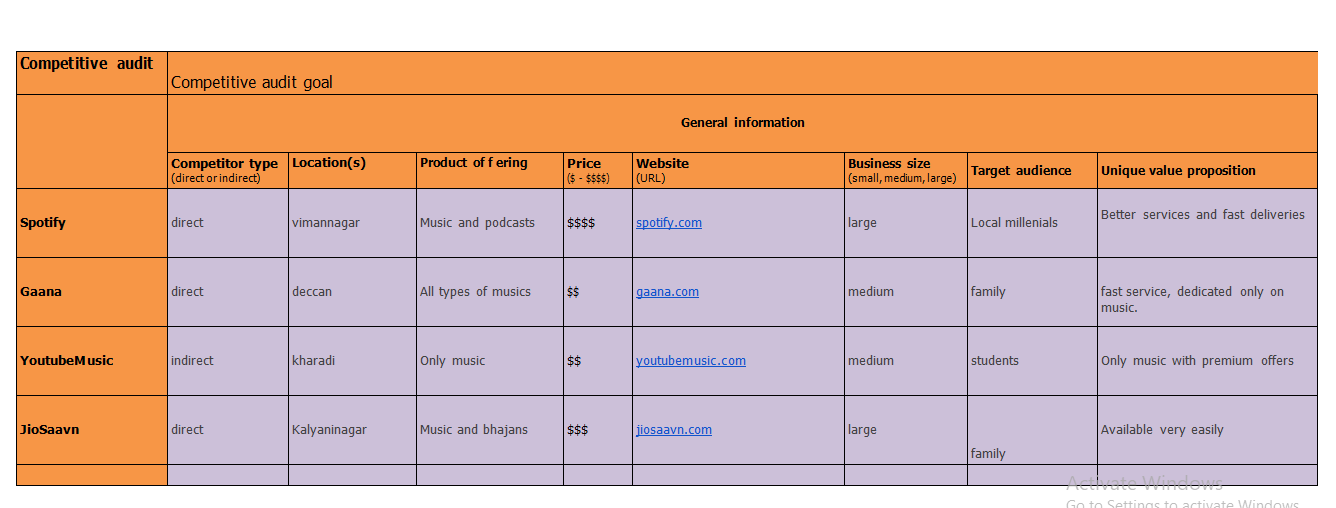 Competitive audit
Competitive audit goal
General information
Competitor type Location(s) Product offering Price Website Business size Target audience Unique value proposition
(direct or indirect) ($ - $$$$) (URL) (small, medium, large)
Spotify direct vimannagar Music and podcasts $$$$ spotify.com large Local millenials Better services and fast deliveries
Gaana direct deccan All types of musics $$ gaana.com medium family fast service, dedicated only on
music.
YoutubeMusic indirect kharadi Only music $$ youtubemusic.com medium students Only music with premium offers
JioSaavn direct Kalyaninagar Music and bhajans $$$ jiosaavn.com large Available very easily
family
Activate Windows
Go to Settings to activate Windows.